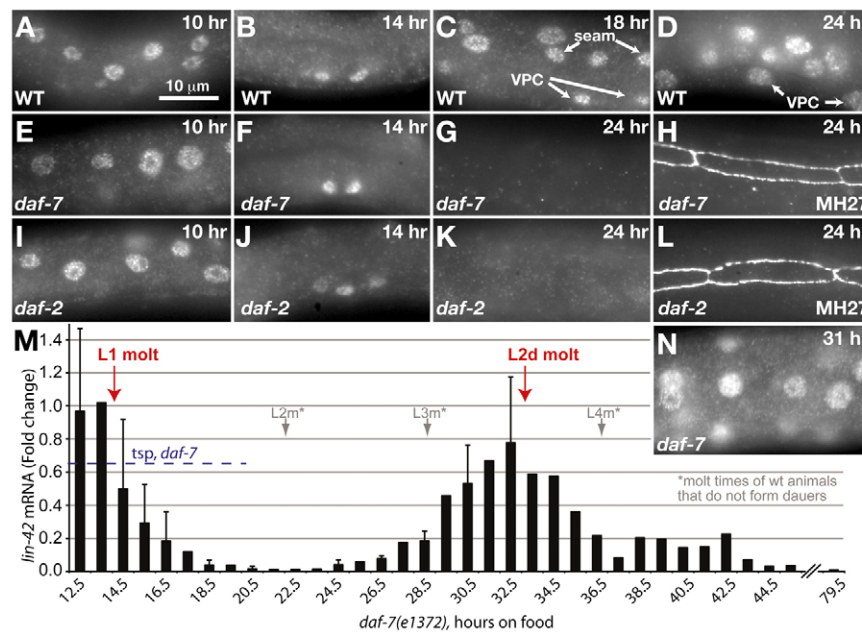 A 10 hr
WT 10 μm
B 14 hr
WT
C 18 hr
seam
VPC
WT
D 24 h
VPC
WT
E 10 hr
daf-7
F 14 hr
daf-7
G 24 hr
daf-7
H 24 h
daf-7 MH27
I 10 hr
daf-2
J 14 hr
daf-2
K 24 hr
daf-2
L 24 h
daf-2 MH27
M
lin-42 mRNA (Fold change)
1.4
1.2
1.0
0.8
0.6
0.4
0.2
0.0
L1 molt
L2d molt
L2m*
L3m*
L4m*
tsp, daf-7
*molt times of wt animals
that do not form dauers
12.5 14.5 16.5 18.5 20.5 22.5 24.5 26.5 28.5 30.5 32.5 34.5 36.5 38.5 40.5 42.5 44.5 79.5
daf-7(e1372), hours on food
N 31 h
daf-7